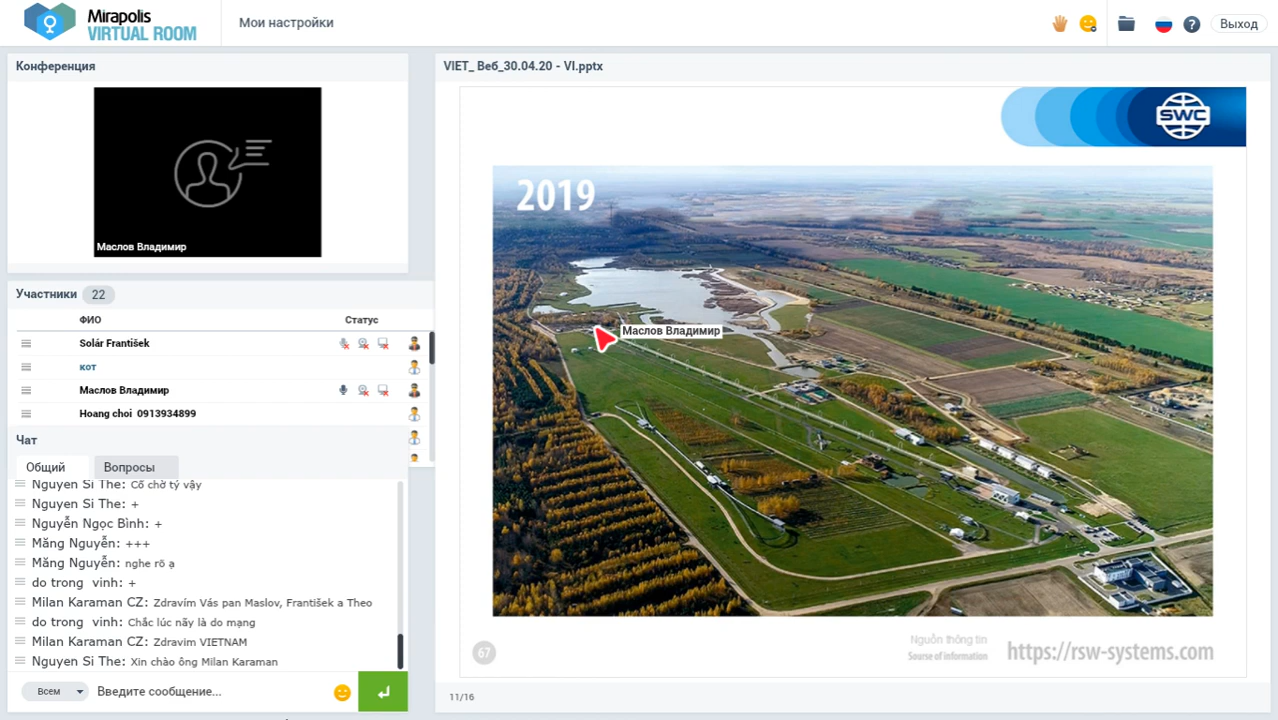 Mirapolis
VIRTUAL ROOM
Мои настройки
Выход
Конференция
Маслов Владимир
Участники 22
ФИО Статус
Solár František
кот
Маслов Владимир
Hoang choi 0913934899
Чат
Общий Вопросы
Nguyen Si The: Cố chờ tý vậy
Nguyen Si The: +
Nguyễn Ngọc Bình: +
Măng Nguyễn: +++
Măng Nguyễn: nghe rõ ạ
do trong vinh: +
Milan Karaman CZ: Zdravím Vás pan Maslov, František a Theo
do trong vinh: Chắc lúc nãy là do mạng
Milan Karaman CZ: Zdravim VIETNAM
Nguyen Si The: Xin chào ông Milan Karaman
Всем Введите сообщение...
VIET_ Веб_30.04.20 - VI.pptx
SWC
2019
Маслов Владимир
67
Nguồn thông tin
Sourse of information
https://rsw-systems.com
11/16